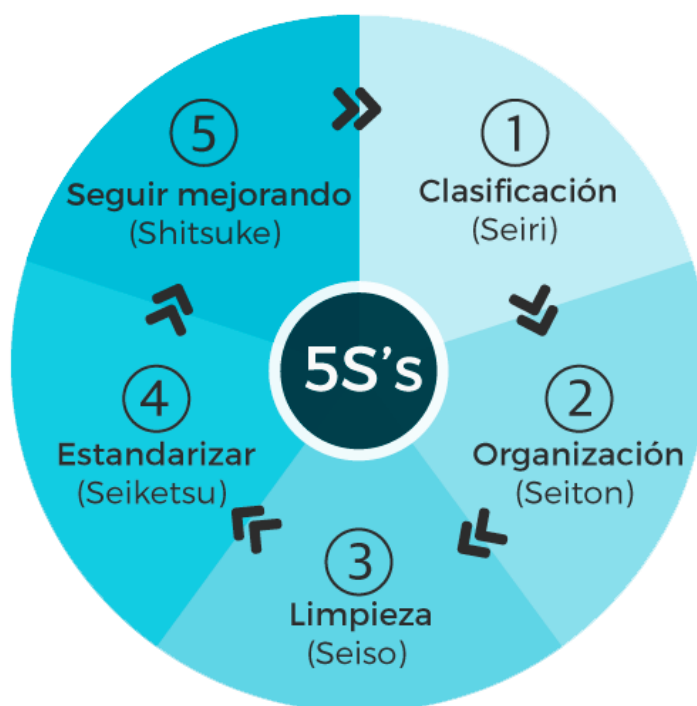 1
Clasificación
(Seiri)
2
Organización
(Seiton)
3
Limpieza
(Seiso)
4
Estandarizar
(Seiketsu)
5
Seguir mejorando
(Shitsuke)
5S's